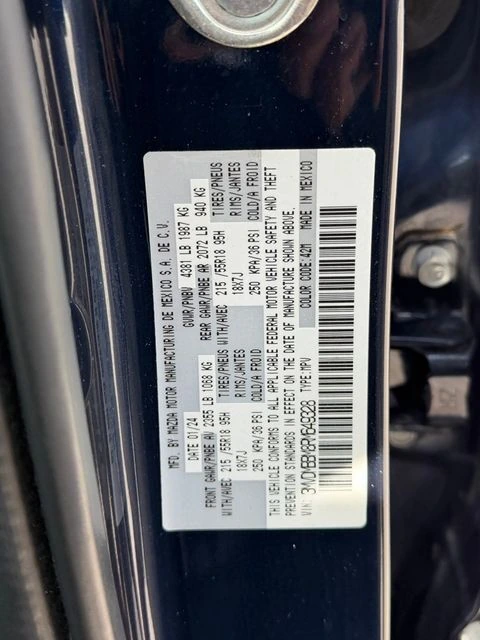 MFD. BY MAZDA MOTOR MANUFACTURING DE MEXICO S.A. DE C.V.
DATE 01/24 GVWR/PNBV 4381 LB 1987 KG
FRONT GAWR/PNBE AV 2355 LB 1068 KG REAR GAWR/PNBE AR 2072 LB 940 KG
WITH/AVEC 215/55R18 95H TIRES/PNEUS WITH/AVEC 215/55R18 95H TIRES/PNEUS
18X7J RIMS/JANTES 18X7J RIMS/JANTES
250 KPA/36 PSI COLD/A FROID 250 KPA/36 PSI COLD/A FROID
THIS VEHICLE CONFORMS TO ALL APPLICABLE FEDERAL MOTOR VEHICLE SAFETY AND THEFT
PREVENTION STANDARDS IN EFFECT ON THE DATE OF MANUFACTURE SHOWN ABOVE.
VIN: TYPE:MPV COLOR CODE:42M MADE IN MEXICO